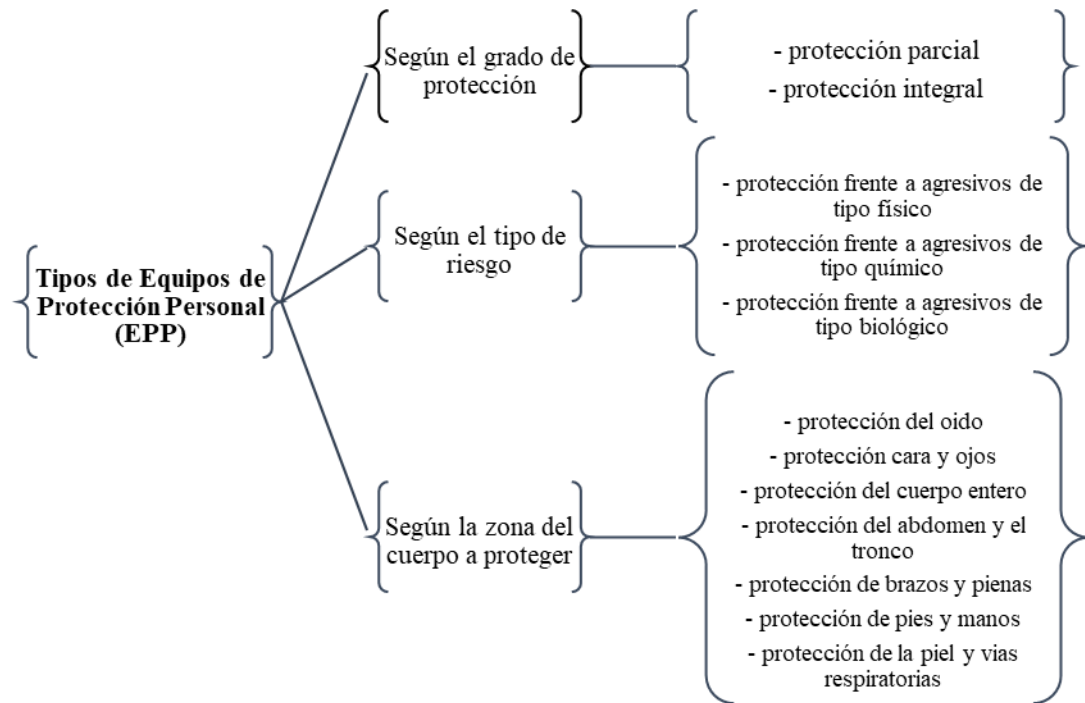 Tipos de Equipos de
Protección Personal
(EPP)
Según el grado de
protección
- protección parcial
- protección integral
Según el tipo de
riesgo
- protección frente a agresivos de
tipo físico
- protección frente a agresivos de
tipo químico
- protección frente a agresivos de
tipo biológico
Según la zona del
cuerpo a proteger
- protección del oido
- protección cara y ojos
- protección del cuerpo entero
- protección del abdomen y el
tronco
- protección de brazos y pienas
- protección de pies y manos
- protección de la piel y vias
respiratorias